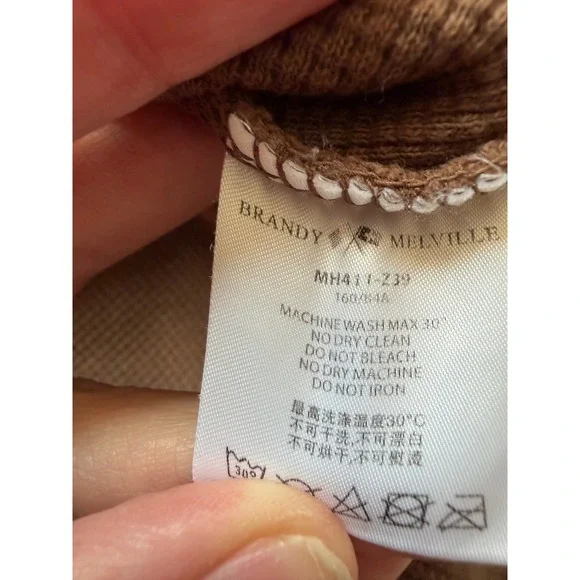 BRANDY MELVILLE
MH411-Z39
160/84A
MACHINE WASH MAX 30°
NO DRY CLEAN
DO NOT BLEACH
NO DRY MACHINE
DO NOT IRON
最高洗涤温度30°C
不可干洗,不可漂白
不可烘干,不可熨烫
30°